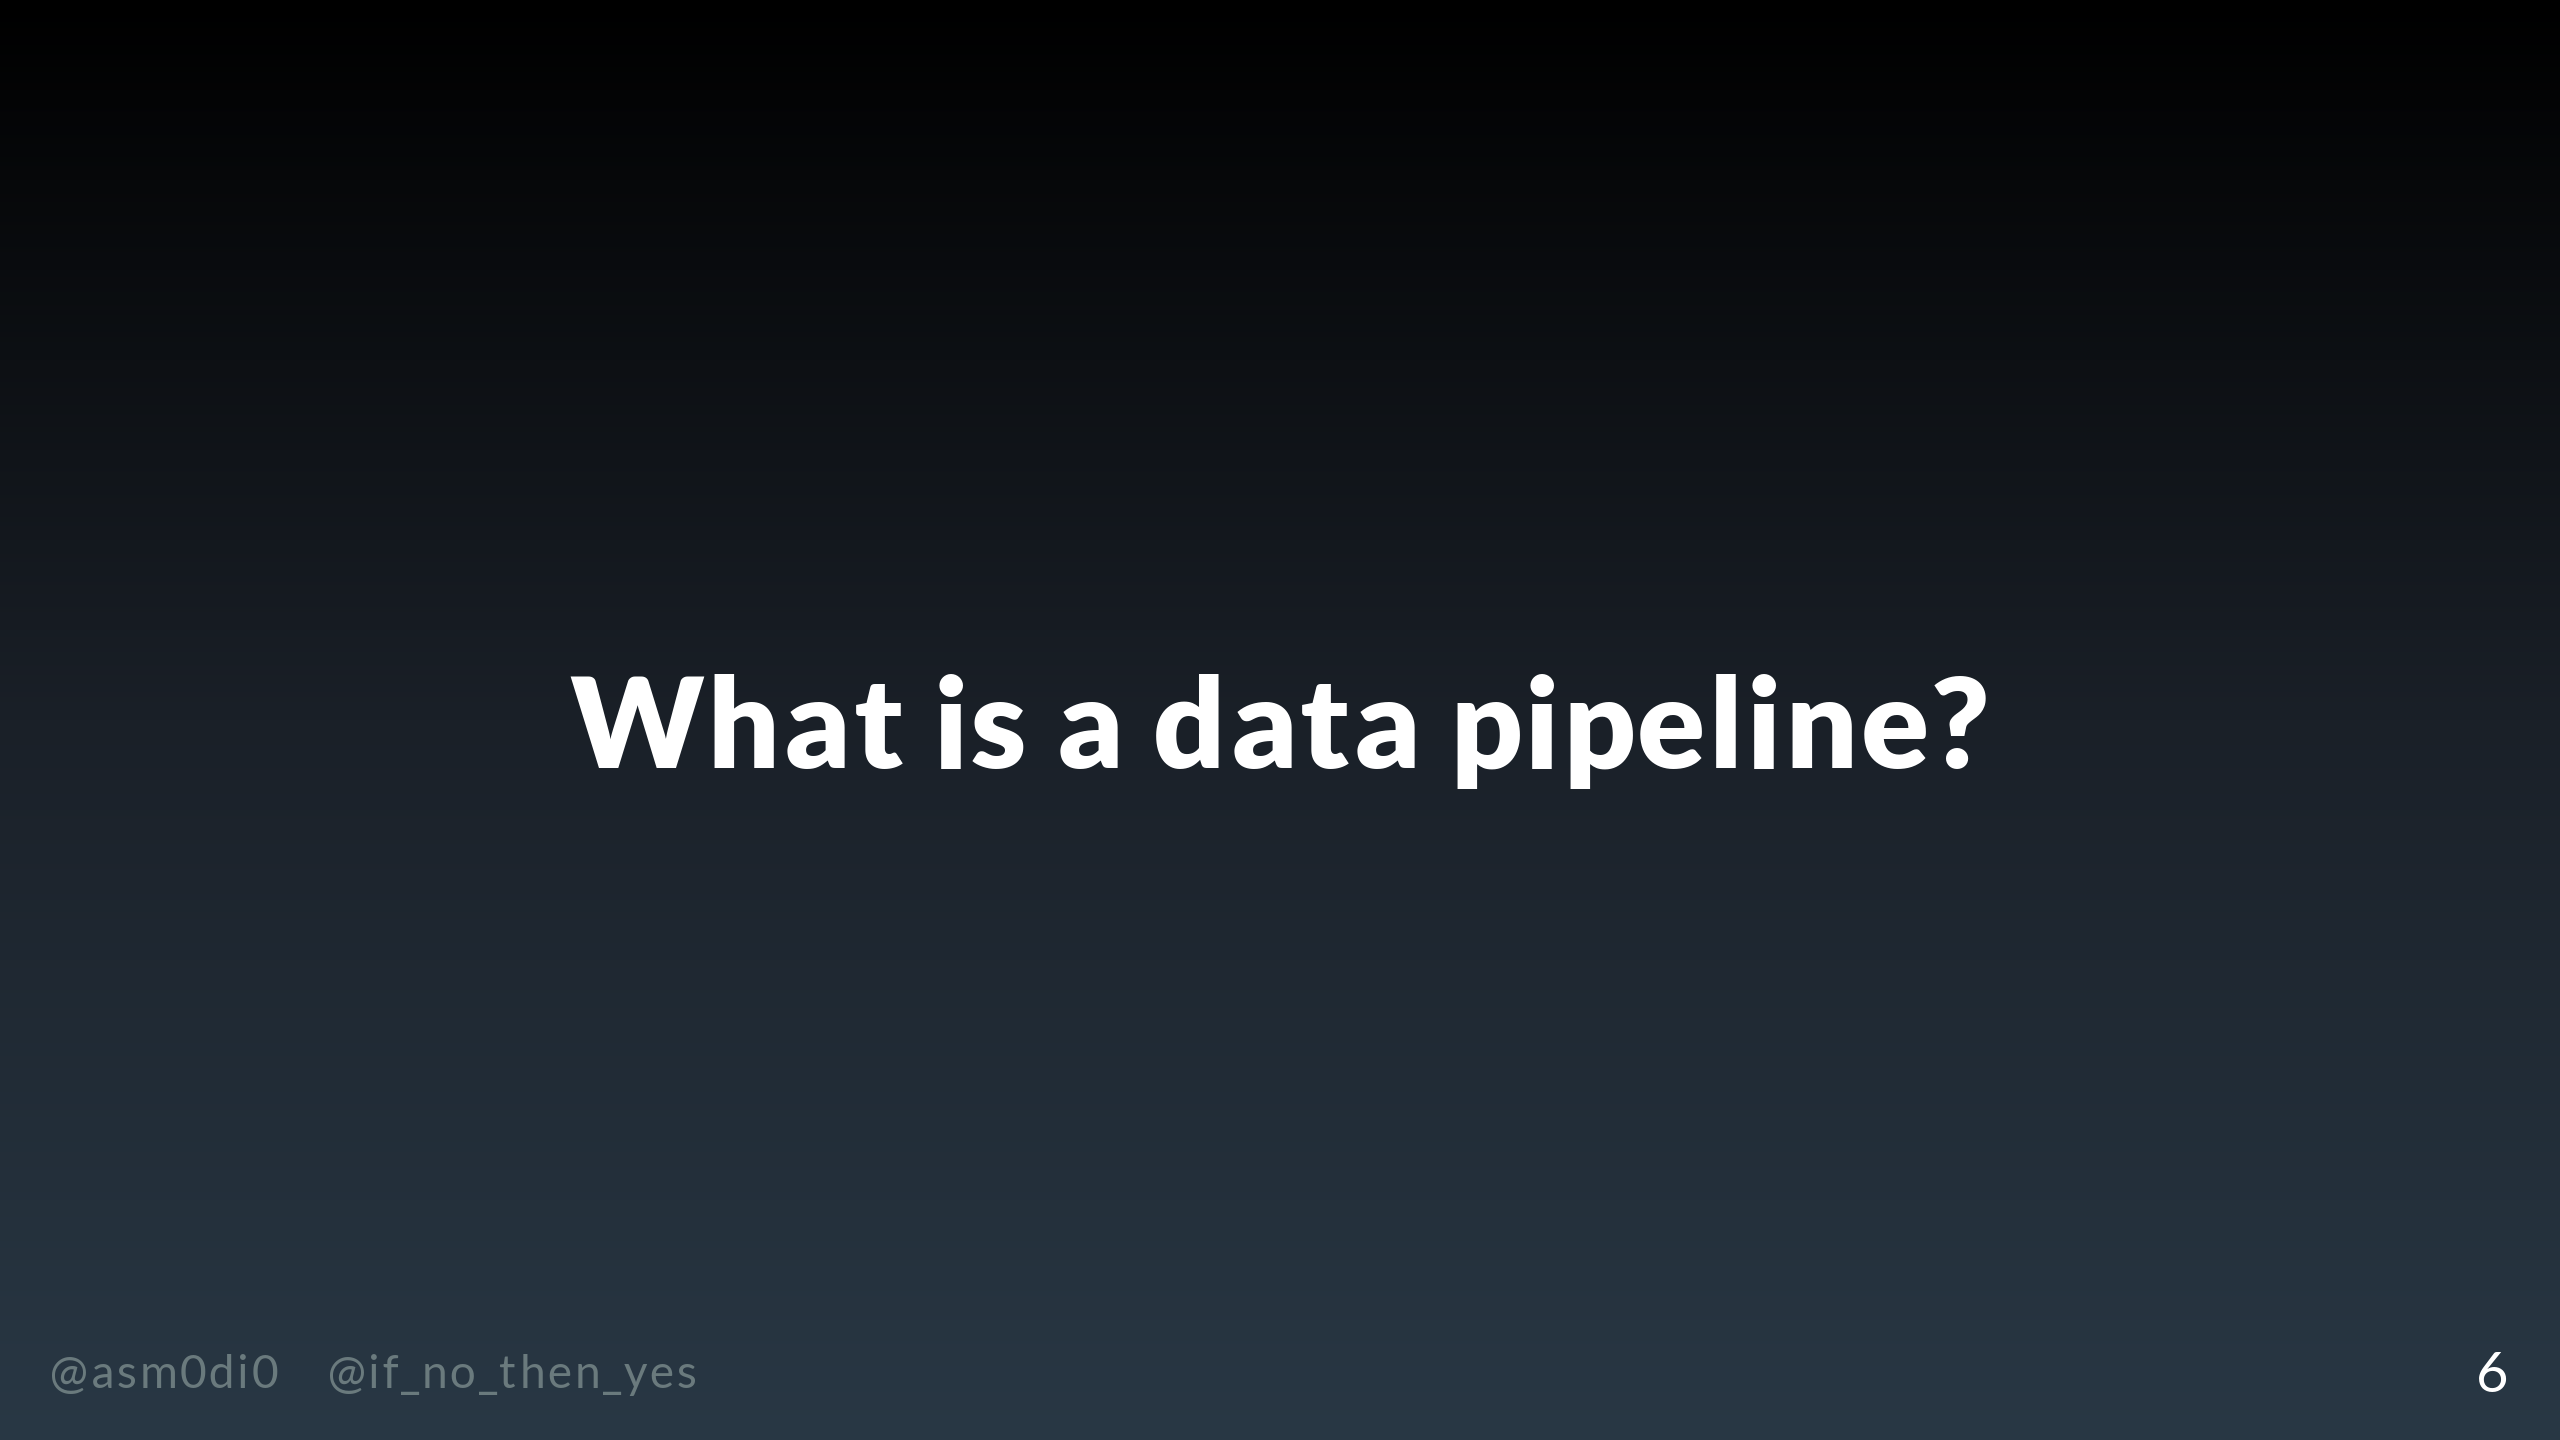 What is a data pipeline?
@asm0di0 @if_no_then_yes
6